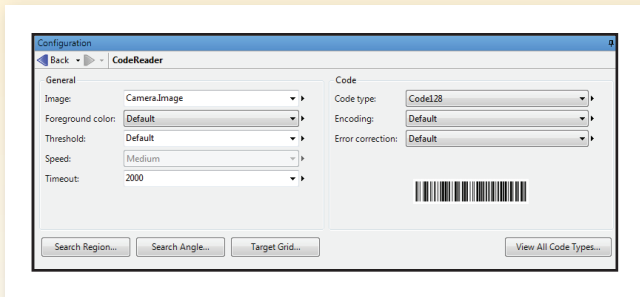 Configuration
Back
CodeReader
General
Image: Camera.Image
Foreground color: Default
Threshold: Default
Speed: Medium
Timeout: 2000
Code
Code type: Code128
Encoding: Default
Error correction: Default
Search Region...
Search Angle...
Target Grid...
View All Code Types...